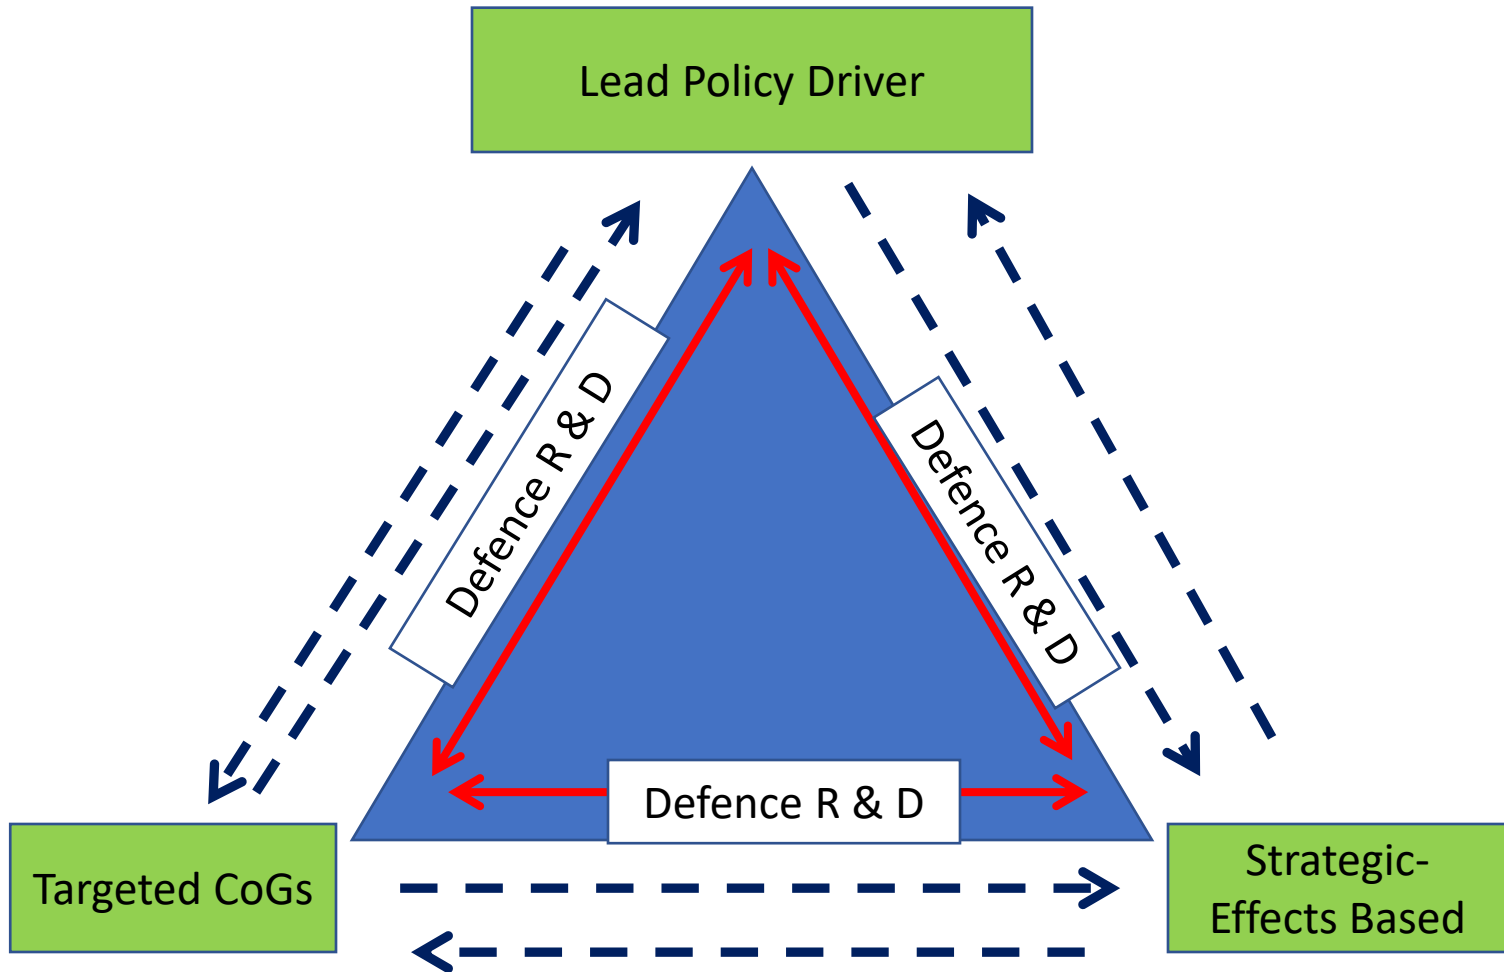 Lead Policy Driver
Defence R & D
Defence R & D
Defence R & D
Targeted CoGs
Strategic-
Effects Based